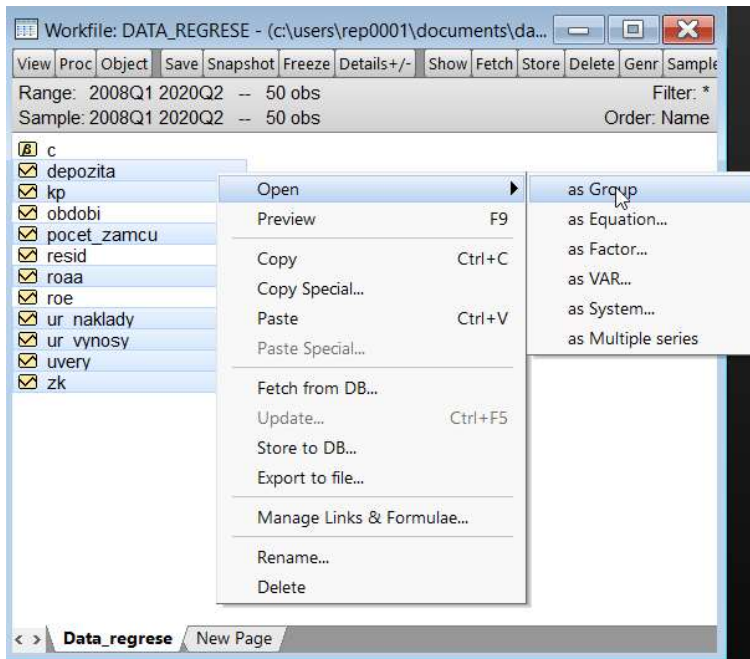 Workfile: DATA_REGRESE - (c:\users\rep0001\documents\da...
View Proc Object Save Snapshot Freeze Details+/- Show Fetch Store Delete Genr Sample
Range: 2008Q1 2020Q2 -- 50 obs Filter: *
Sample: 2008Q1 2020Q2 -- 50 obs Order: Name
β c
depozita
kp
obdobi
pocet_zamcu
resid
roaa
roe
ur_naklady
ur_vynosy
uvery
zk
Open
Preview F9
Copy Ctrl+C
Copy Special...
Paste Ctrl+V
Paste Special...
Fetch from DB...
Update... Ctrl+F5
Store to DB...
Export to file...
Manage Links & Formulae...
Rename...
Delete
as Group
as Equation...
as Factor...
as VAR...
as System...
as Multiple series
< > Data_regrese New Page